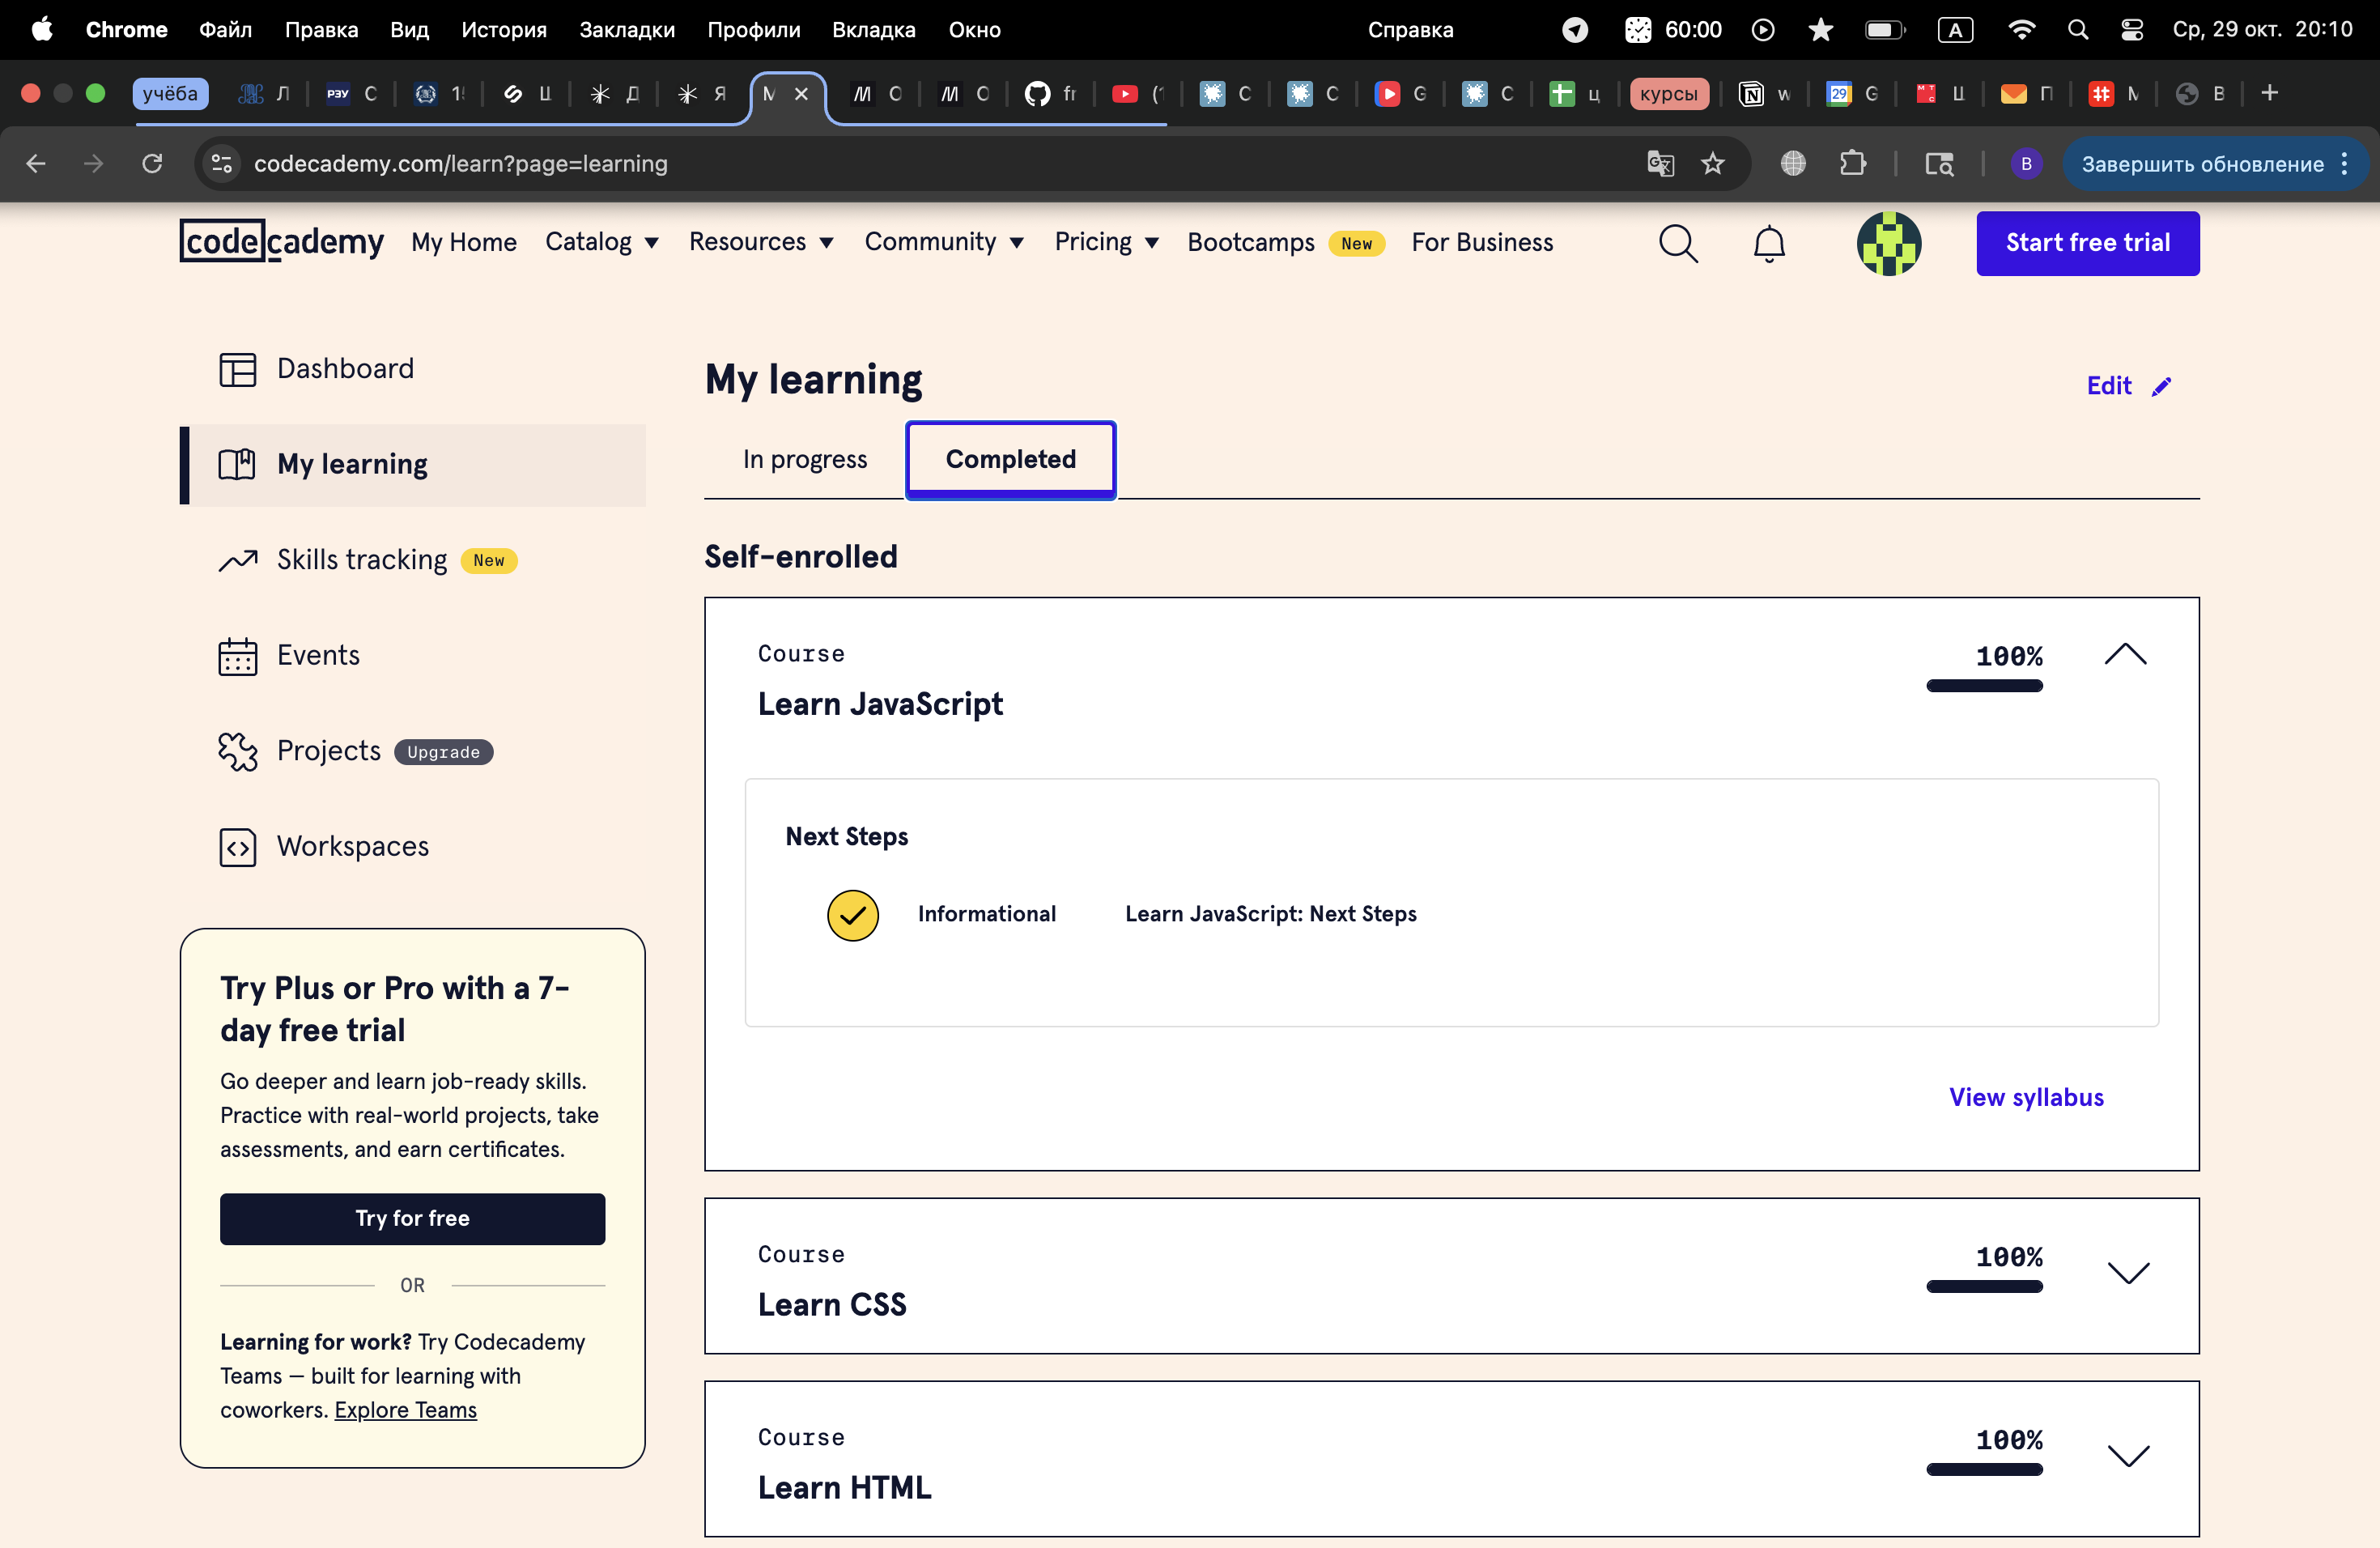 Chrome Файл Правка Вид История Закладки Профили Вкладка Окно Справка 60:00 A Ср, 29 окт. 20:10
учёба Л РЭУ С 1 Ц Д Я M О О fr (1 С С G С ц курсы w 29 G Ц П M В
codecademy.com/learn?page=learning В Завершить обновление
codecademy My Home Catalog Resources Community Pricing Bootcamps New For Business Start free trial
Dashboard
My learning
Skills tracking New
Events
Projects Upgrade
Workspaces
Try Plus or Pro with a 7-
day free trial
Go deeper and learn job-ready skills.
Practice with real-world projects, take
assessments, and earn certificates.
Try for free
OR
Learning for work? Try Codecademy
Teams — built for learning with
coworkers. Explore Teams
My learning
Edit
In progress Completed
Self-enrolled
Course
100%
Learn JavaScript
Next Steps
Informational Learn JavaScript: Next Steps
View syllabus
Course
100%
Learn CSS
Course
100%
Learn HTML